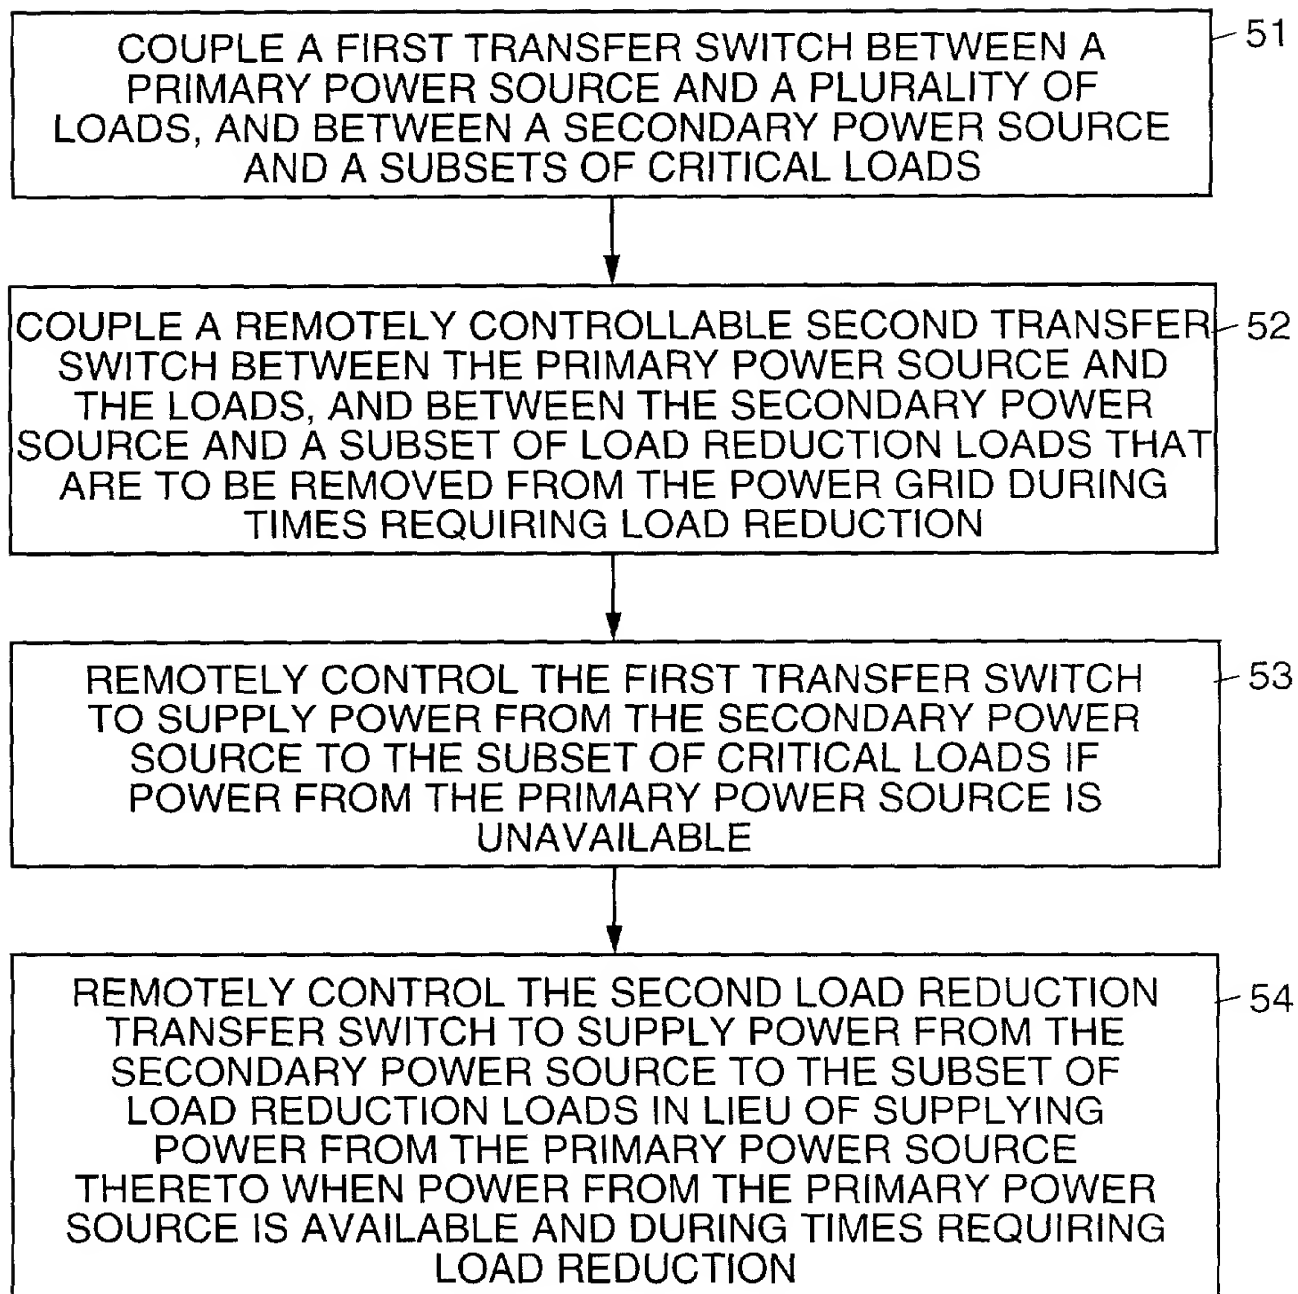 COUPLE A FIRST TRANSFER SWITCH BETWEEN A
PRIMARY POWER SOURCE AND A PLURALITY OF
LOADS, AND BETWEEN A SECONDARY POWER SOURCE
AND A SUBSETS OF CRITICAL LOADS
51
COUPLE A REMOTELY CONTROLLABLE SECOND TRANSFER
SWITCH BETWEEN THE PRIMARY POWER SOURCE AND
THE LOADS, AND BETWEEN THE SECONDARY POWER
SOURCE AND A SUBSET OF LOAD REDUCTION LOADS THAT
ARE TO BE REMOVED FROM THE POWER GRID DURING
TIMES REQUIRING LOAD REDUCTION
52
REMOTELY CONTROL THE FIRST TRANSFER SWITCH
TO SUPPLY POWER FROM THE SECONDARY POWER
SOURCE TO THE SUBSET OF CRITICAL LOADS IF
POWER FROM THE PRIMARY POWER SOURCE IS
UNAVAILABLE
53
REMOTELY CONTROL THE SECOND LOAD REDUCTION
TRANSFER SWITCH TO SUPPLY POWER FROM THE
SECONDARY POWER SOURCE TO THE SUBSET OF
LOAD REDUCTION LOADS IN LIEU OF SUPPLYING
POWER FROM THE PRIMARY POWER SOURCE
THERETO WHEN POWER FROM THE PRIMARY POWER
SOURCE IS AVAILABLE AND DURING TIMES REQUIRING
LOAD REDUCTION
54